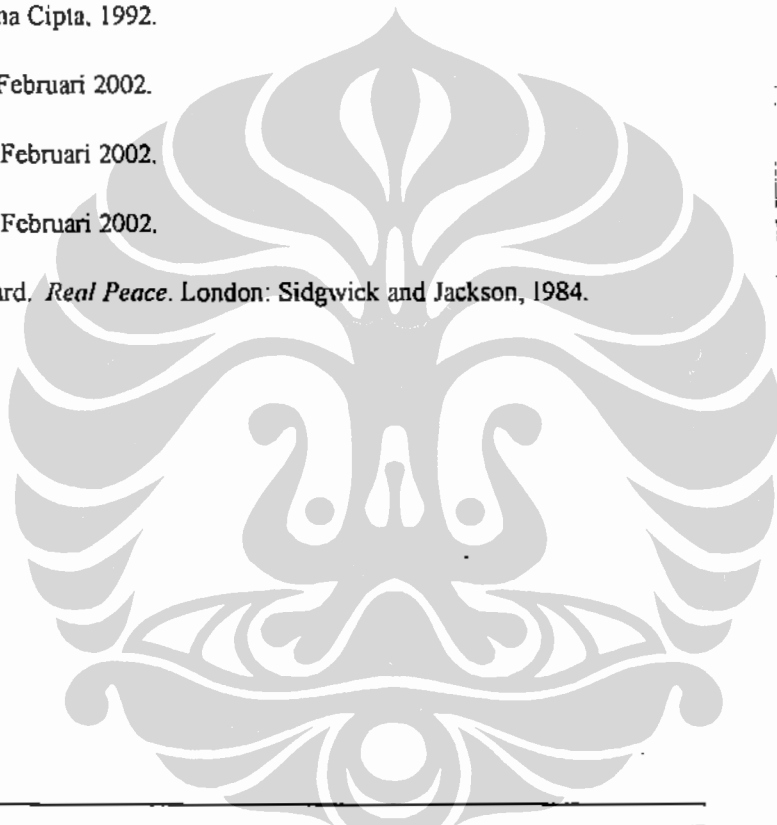 na Cipta, 1992.
Februari 2002.
Februari 2002.
Februari 2002.
ard. Real Peace. London: Sidgwick and Jackson, 1984.